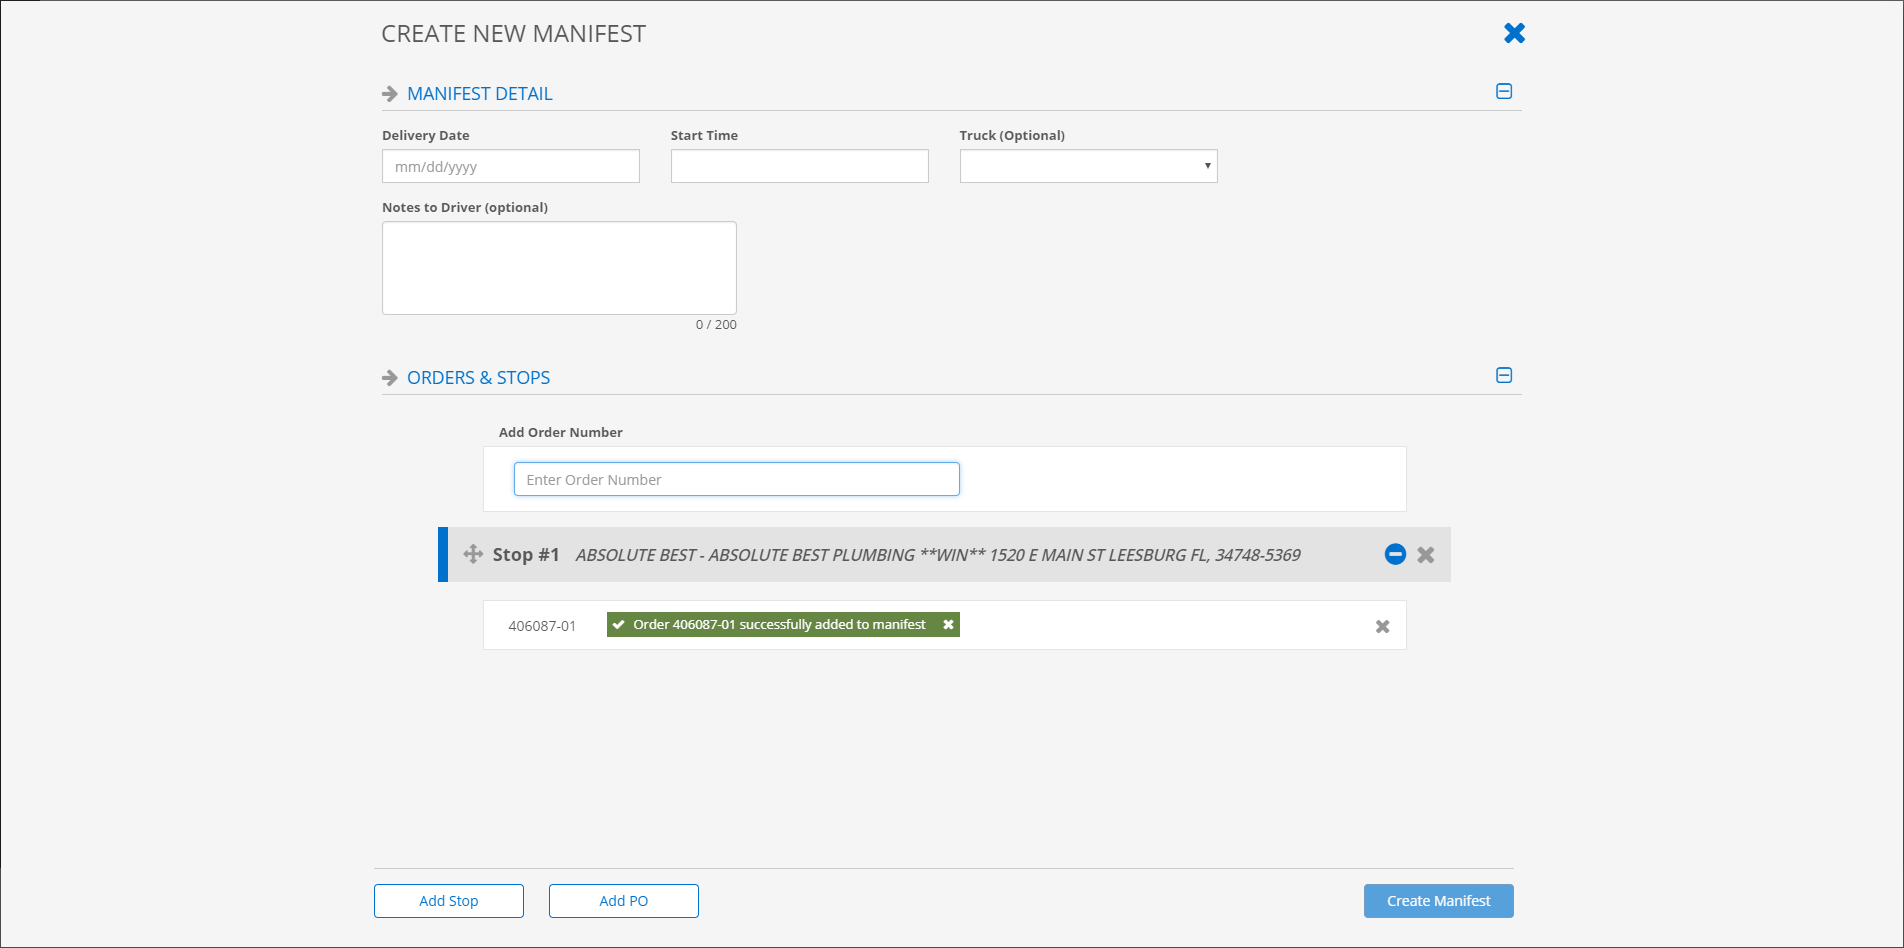 CREATE NEW MANIFEST
MANIFEST DETAIL
Delivery Date
Start Time
Truck (Optional)
mm/dd/yyyy
Notes to Driver (optional)
0 / 200
ORDERS & STOPS
Add Order Number
Enter Order Number
Stop #1 ABSOLUTE BEST - ABSOLUTE BEST PLUMBING **WIN** 1520 E MAIN ST LEESBURG FL, 34748-5369
406087-01 Order 406087-01 successfully added to manifest
Add Stop
Add PO
Create Manifest